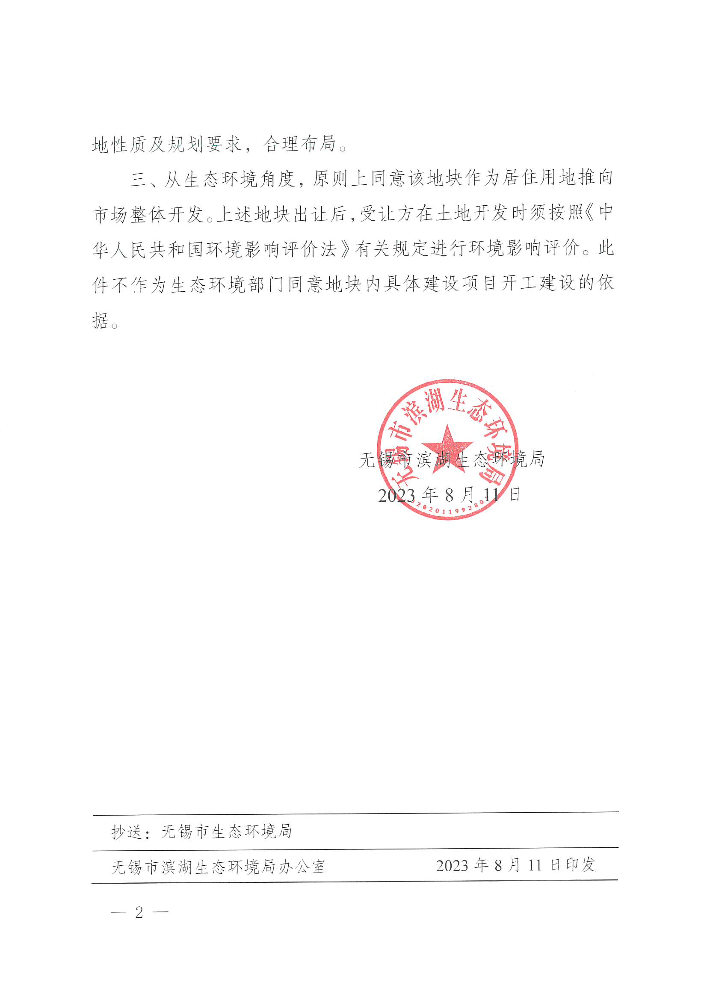 地性质及规划要求，合理布局。
三、从生态环境角度，原则上同意该地块作为居住用地推向
市场整体开发。上述地块出让后，受让方在土地开发时须按照《中
华人民共和国环境影响评价法》有关规定进行环境影响评价。此
件不作为生态环境部门同意地块内具体建设项目开工建设的依
据。
无锡市滨湖生态环境局
无锡市滨湖生态环境局
2023 年 8 月 11 日
抄送：无锡市生态环境局
无锡市滨湖生态环境局办公室 2023 年 8 月 11 日印发
— 2 —